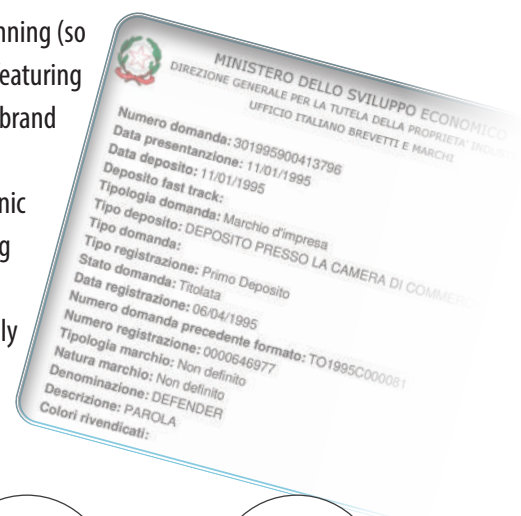 nning (so
eaturing
brand
nic
g
ly
MINISTERO DELLO SVILUPPO ECONOMICO
DIREZIONE GENERALE PER LA TUTELA DELLA PROPRIETA'
UFFICIO ITALIANO BREVETTI E MARCHI
Numero domanda: 301995900413796
Data presentanzione: 11/01/1995
Data deposito: 11/01/1995
Deposito fast track:
Tipologia domanda: Marchio d'impresa
Tipo deposito: DEPOSITO PRESSO LA CAMERA DI
Tipo domanda:
Tipo registrazione: Primo Deposito
Stato domanda: Titolata
Data registrazione: 06/04/1995
Numero domanda precedente formato: TO1995C000081
Numero registrazione: 0000646977
Tipologia marchio: Non definito
Natura marchio: Non definito
Denominazione: DEFENDER
Descrizione: PAROLA
Colori rivendicati: